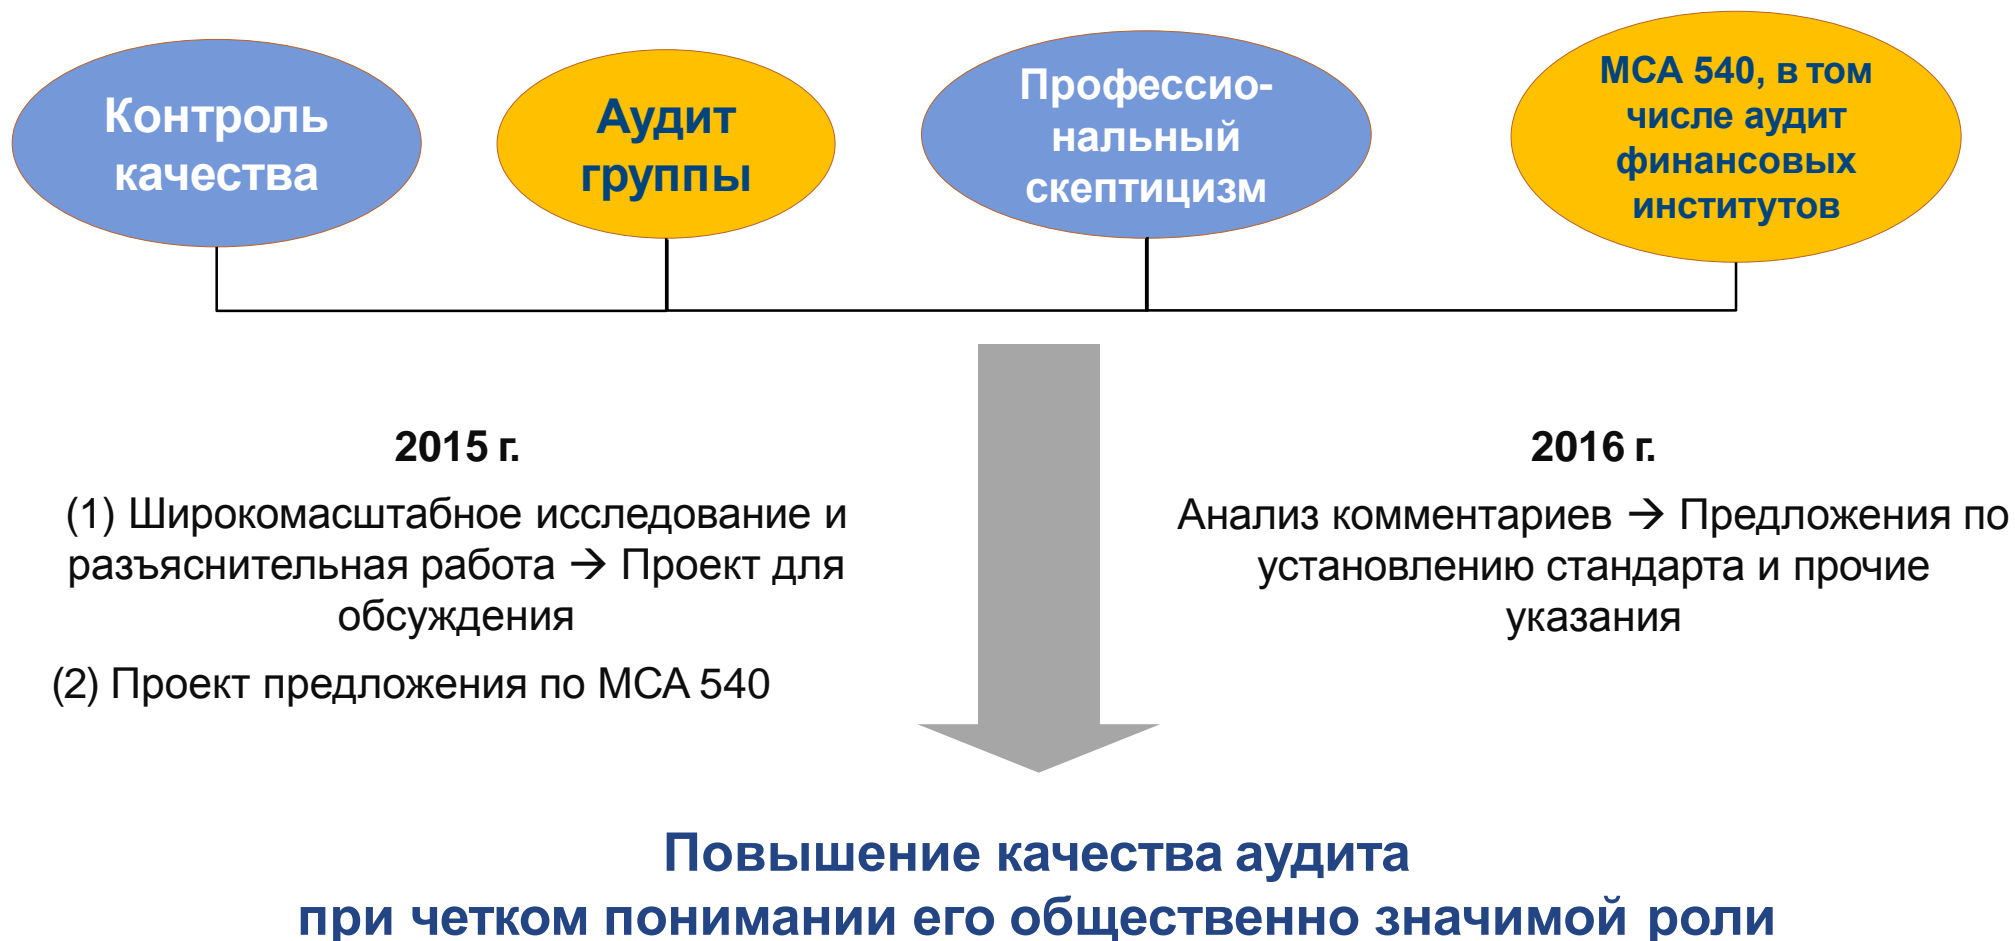 Контроль
качества
Аудит
группы
Профессио-
нальный
скептицизм
МСА 540, в том
числе аудит
финансовых
институтов
2015 г.
(1) Широкомасштабное исследование и
разъяснительная работа → Проект для
обсуждения
(2) Проект предложения по МСА 540
2016 г.
Анализ комментариев → Предложения по
установлению стандарта и прочие
указания
Повышение качества аудита
при четком понимании его общественно значимой роли